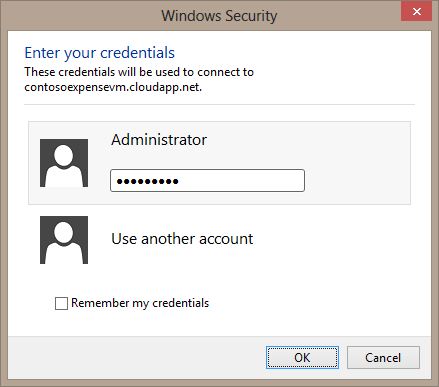 Windows Security
Enter your credentials
These credentials will be used to connect to
contosoexpensevm.cloudapp.net.
Administrator
•••••••••
Use another account
Remember my credentials
OK
Cancel